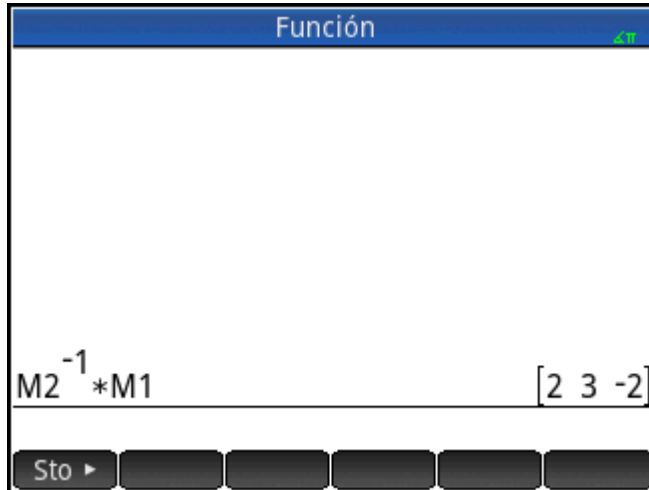 Función
∡π
M2⁻¹*M1
[2 3 -2]
Sto ►